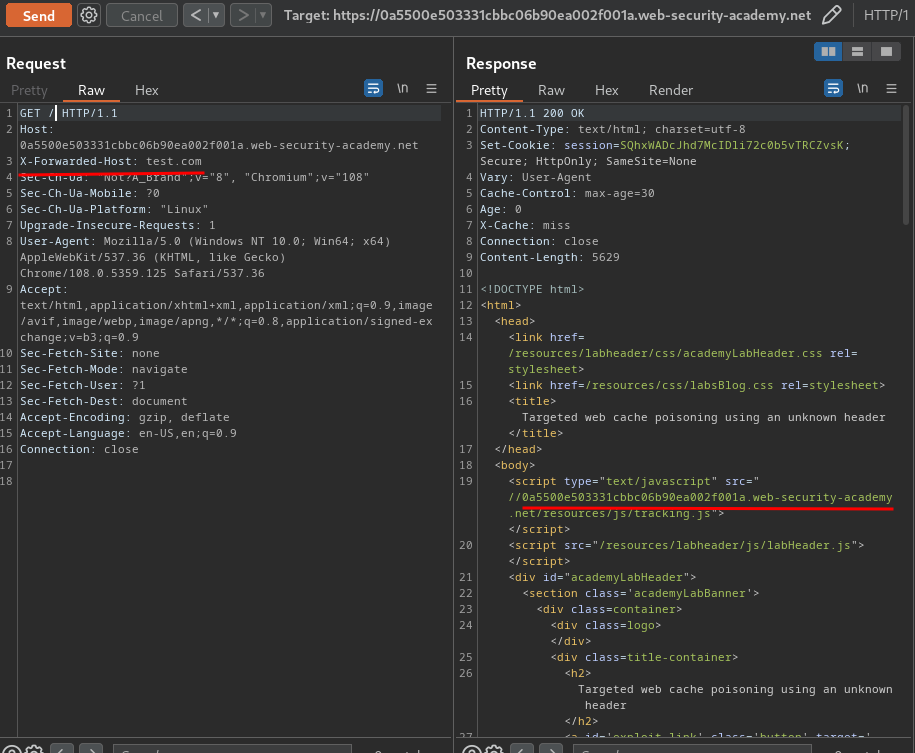 Send Cancel < ▼ > ▼ Target: https://0a5500e503331cbbc06b90ea002f001a.web-security-academy.net HTTP/1
Request
Pretty Raw Hex \n
1 GET / HTTP/1.1
2 Host:
0a5500e503331cbbc06b90ea002f001a.web-security-academy.net
3 X-Forwarded-Host: test.com
4 Sec-Ch-Ua: "Not?A_Brand";v="8", "Chromium";v="108"
5 Sec-Ch-Ua-Mobile: ?0
6 Sec-Ch-Ua-Platform: "Linux"
7 Upgrade-Insecure-Requests: 1
8 User-Agent: Mozilla/5.0 (Windows NT 10.0; Win64; x64)
AppleWebKit/537.36 (KHTML, like Gecko)
Chrome/108.0.5359.125 Safari/537.36
9 Accept:
text/html,application/xhtml+xml,application/xml;q=0.9,image
/avif,image/webp,image/apng,*/*;q=0.8,application/signed-ex
change;v=b3;q=0.9
10 Sec-Fetch-Site: none
11 Sec-Fetch-Mode: navigate
12 Sec-Fetch-User: ?1
13 Sec-Fetch-Dest: document
14 Accept-Encoding: gzip, deflate
15 Accept-Language: en-US,en;q=0.9
16 Connection: close
17
18
Response
Pretty Raw Hex Render \n
1 HTTP/1.1 200 OK
2 Content-Type: text/html; charset=utf-8
3 Set-Cookie: session=SQhxWADcJhd7McIDli72c0b5vTRCZvsK;
Secure; HttpOnly; SameSite=None
4 Vary: User-Agent
5 Cache-Control: max-age=30
6 Age: 0
7 X-Cache: miss
8 Connection: close
9 Content-Length: 5629
10
11 <!DOCTYPE html>
12 <html>
13 <head>
14 <link href=
/resources/labheader/css/academyLabHeader.css rel=
stylesheet>
15 <link href=/resources/css/labsBlog.css rel=stylesheet>
16 <title>
Targeted web cache poisoning using an unknown header
</title>
17 </head>
18 <body>
19 <script type="text/javascript" src="
//0a5500e503331cbbc06b90ea002f001a.web-security-academy
.net/resources/js/tracking.js">
</script>
20 <script src="/resources/labheader/js/labHeader.js">
</script>
21 <div id="academyLabHeader">
22 <section class='academyLabBanner'>
23 <div class=container>
24 <div class=logo>
</div>
25 <div class=title-container>
26 <h2>
Targeted web cache poisoning using an unknown
header
</h2>
27 <a id='exploit-link' class='button' target='